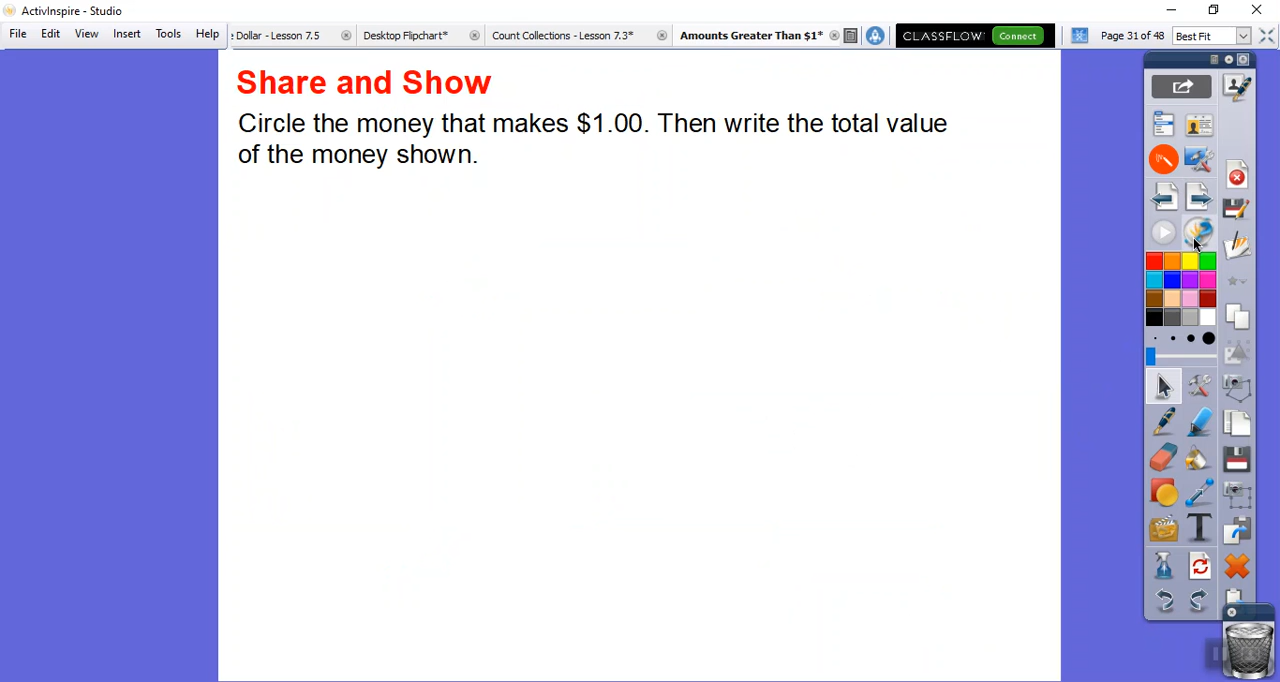 ActivInspire - Studio
File Edit View Insert Tools Help
e Dollar - Lesson 7.5
Desktop Flipchart*
Count Collections - Lesson 7.3*
Amounts Greater Than $1*
CLASSFLOW Connect
Page 31 of 48
Best Fit
Share and Show
Circle the money that makes $1.00. Then write the total value
of the money shown.